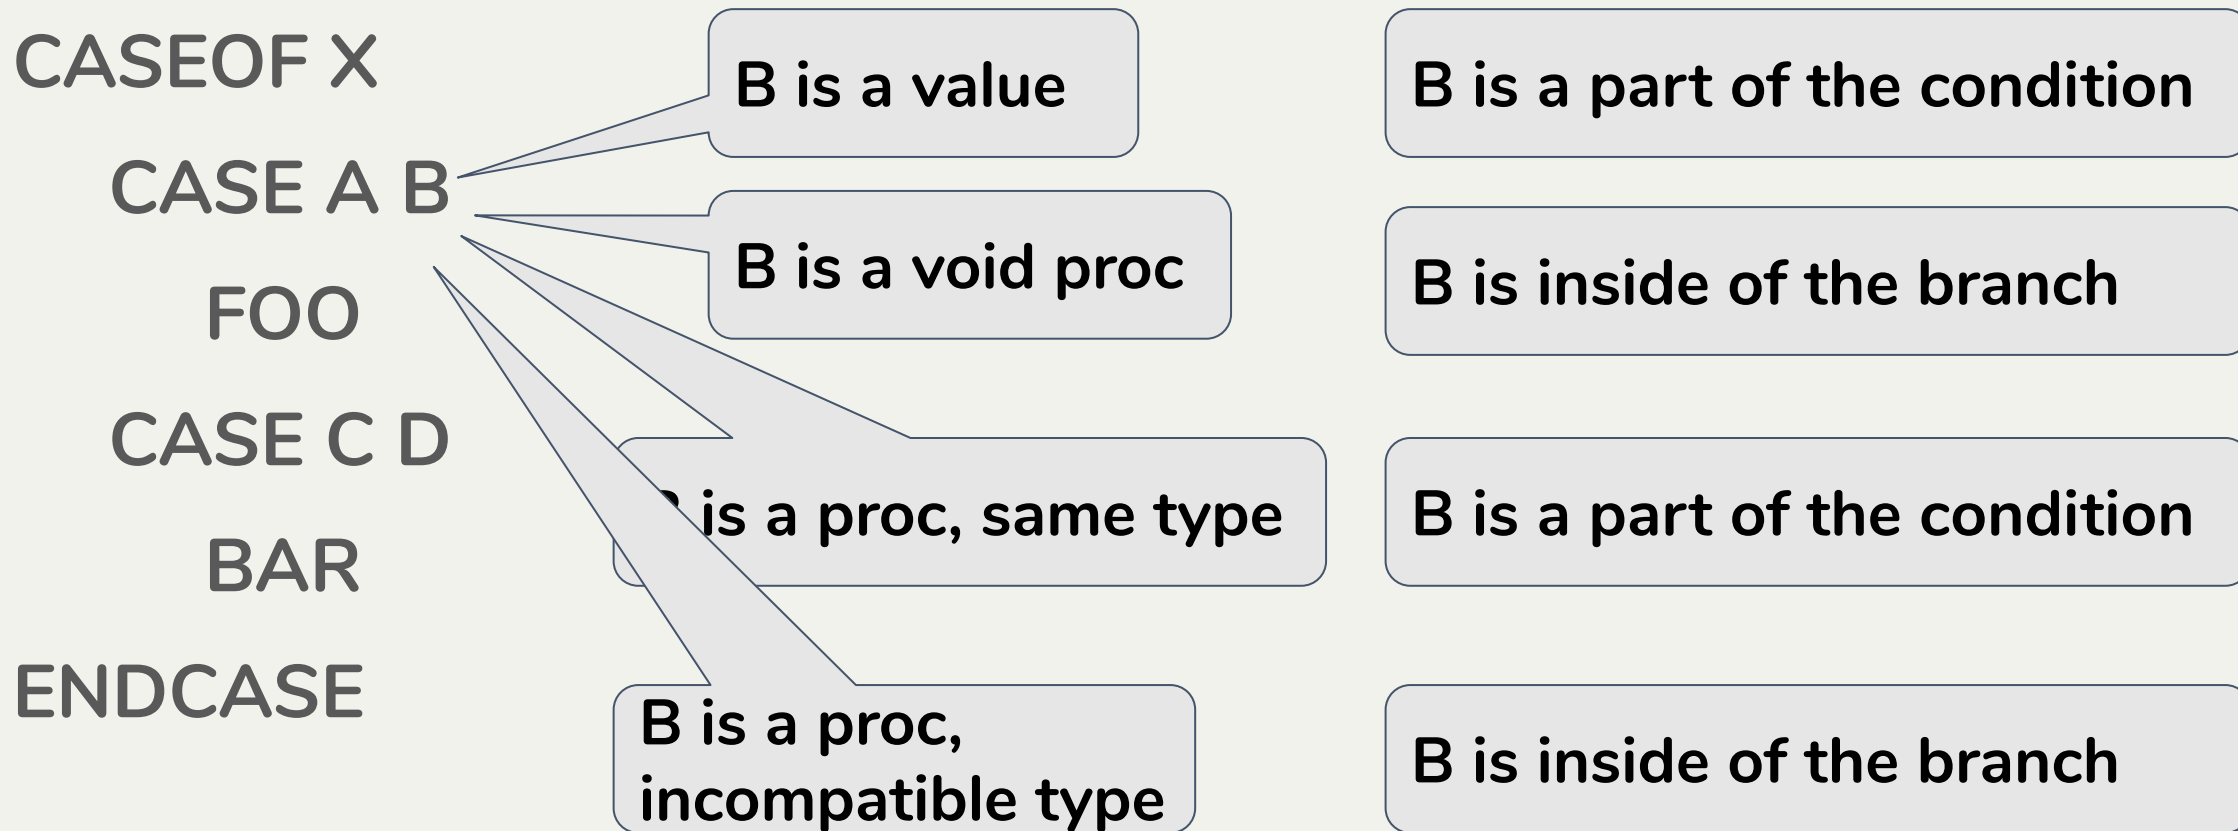 CASEOF X
CASE A B
FOO
CASE C D
BAR
ENDCASE
B is a value
B is a part of the condition
B is a void proc
B is inside of the branch
B is a proc, same type
B is a part of the condition
B is a proc,
incompatible type
B is inside of the branch